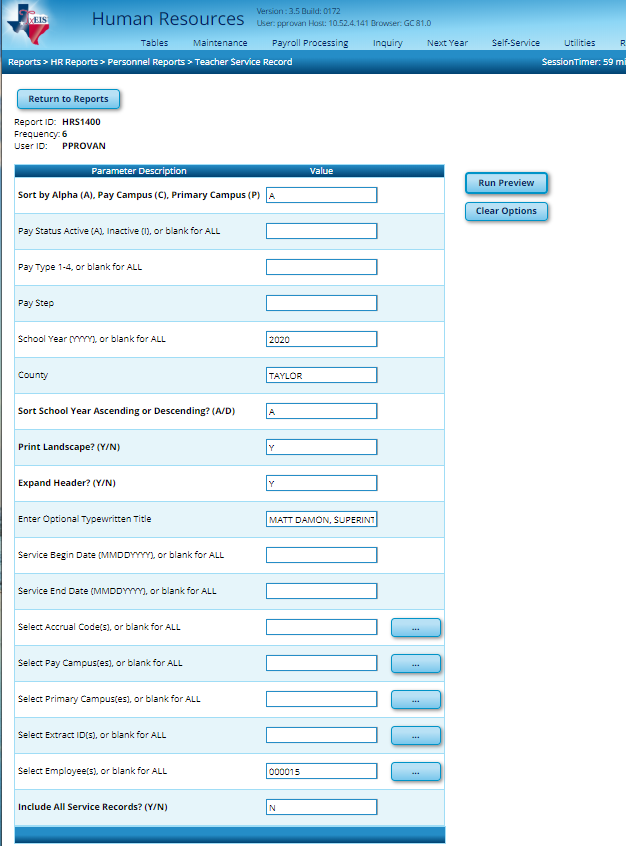 Human Resources
Version : 3.5 Build: 0172
User: pprovan Host: 10.52.4.141 Browser: GC 81.0
Tables Maintenance Payroll Processing Inquiry Next Year Self-Service Utilities R
Reports > HR Reports > Personnel Reports > Teacher Service Record SessionTimer: 59 mi
Return to Reports
Report ID: HRS1400
Frequency: 6
User ID: PPROVAN
Parameter Description Value
Run Preview
Sort by Alpha (A), Pay Campus (C), Primary Campus (P) A
Clear Options
Pay Status Active (A), Inactive (I), or blank for ALL
Pay Type 1-4, or blank for ALL
Pay Step
School Year (YYYY), or blank for ALL 2020
County TAYLOR
Sort School Year Ascending or Descending? (A/D) A
Print Landscape? (Y/N) Y
Expand Header? (Y/N) Y
Enter Optional Typewritten Title MATT DAMON, SUPERINT
Service Begin Date (MMDDYYYY), or blank for ALL
Service End Date (MMDDYYYY), or blank for ALL
Select Accrual Code(s), or blank for ALL ...
Select Pay Campus(es), or blank for ALL ...
Select Primary Campus(es), or blank for ALL ...
Select Extract ID(s), or blank for ALL ...
Select Employee(s), or blank for ALL 000015 ...
Include All Service Records? (Y/N) N